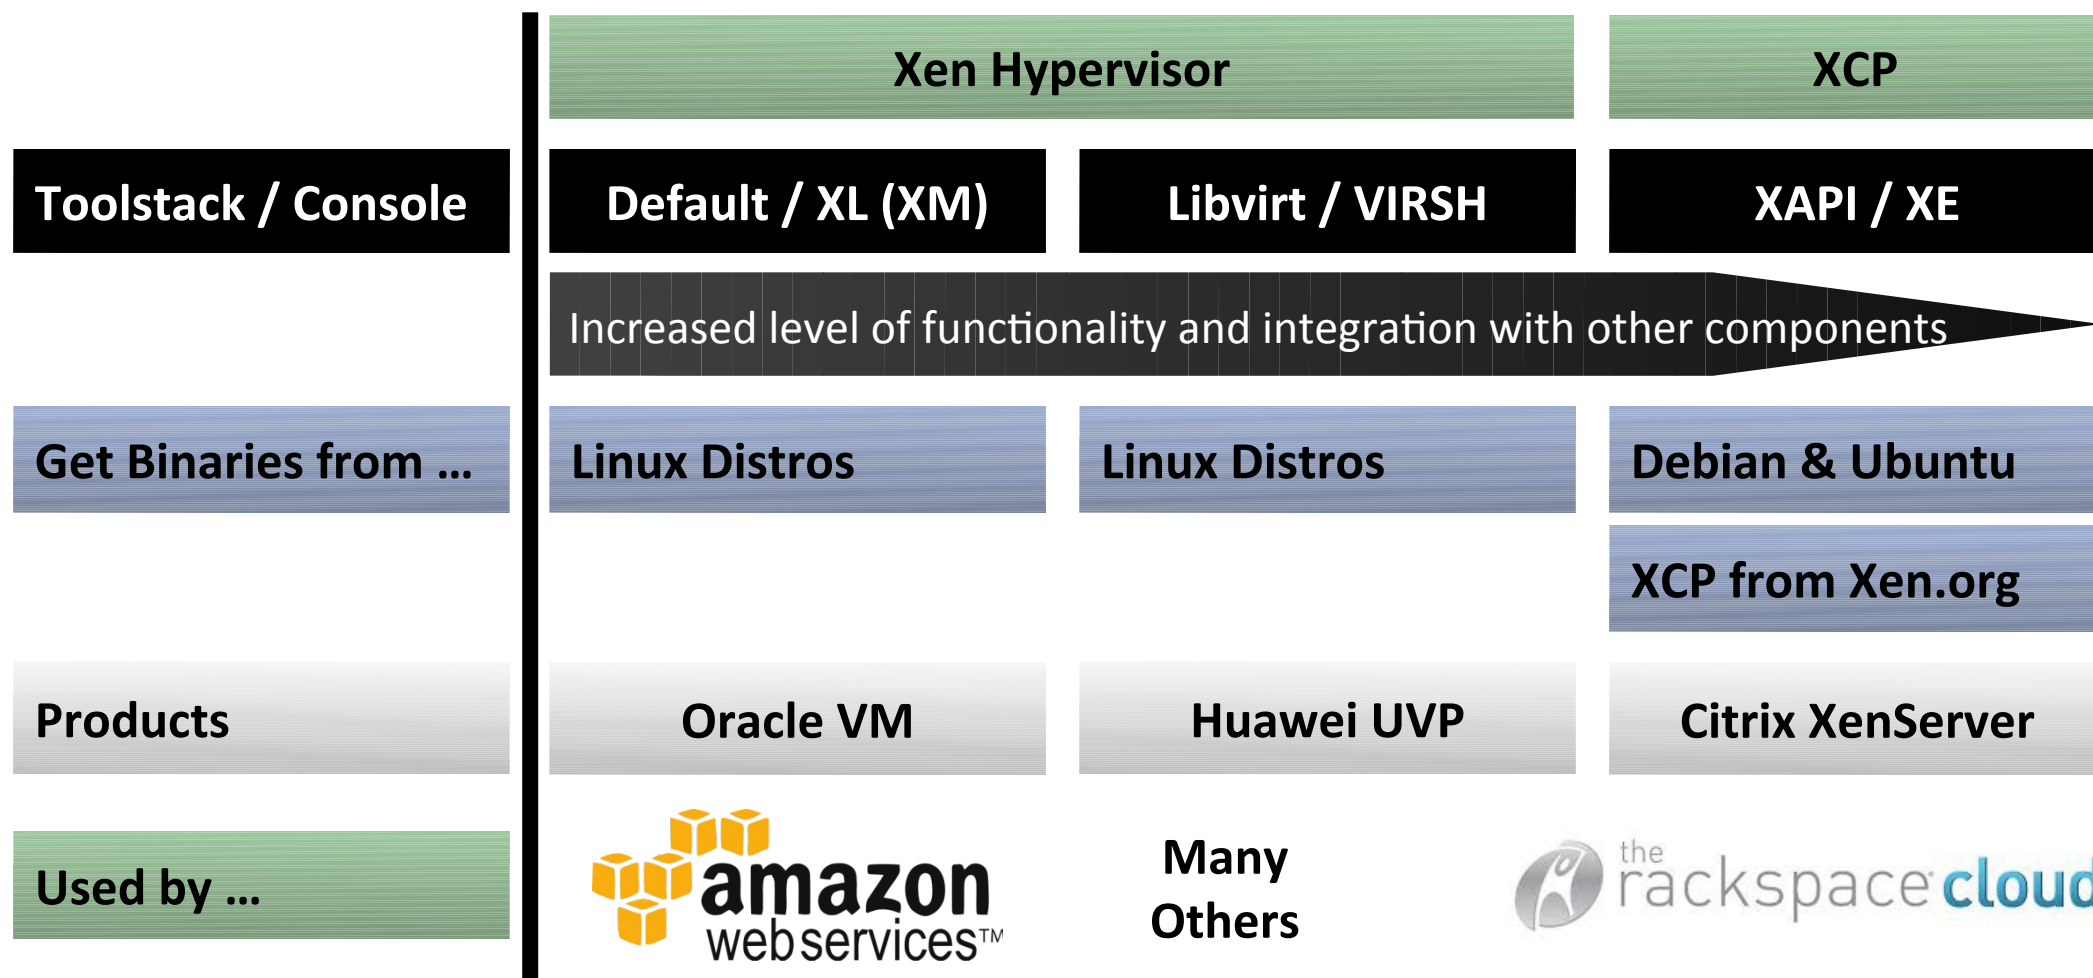 Xen Hypervisor
XCP
Toolstack / Console
Default / XL (XM)
Libvirt / VIRSH
XAPI / XE
Increased level of functionality and integration with other components
Get Binaries from ...
Linux Distros
Linux Distros
Debian & Ubuntu
XCP from Xen.org
Products
Oracle VM
Huawei UVP
Citrix XenServer
Used by ...
amazon
webservices™
Many
Others
the
rackspace cloud